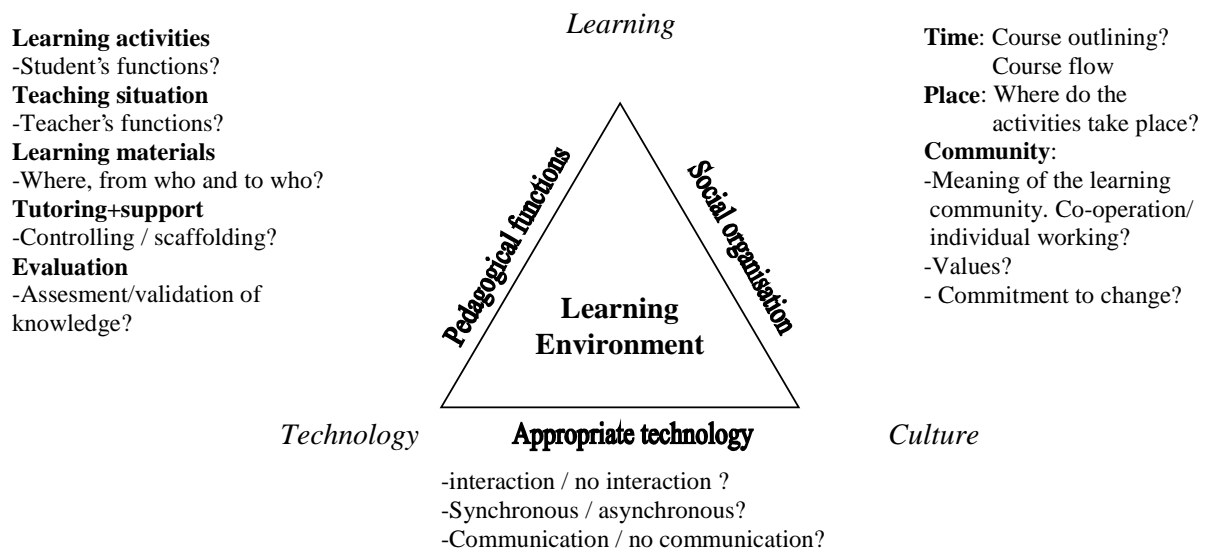 Learning
Learning activities
-Student's functions?
Teaching situation
-Teacher's functions?
Learning materials
-Where, from who and to who?
Tutoring+support
-Controlling / scaffolding?
Evaluation
-Assesment/validation of
knowledge?
Time: Course outlining?
Course flow
Place: Where do the
activities take place?
Community:
-Meaning of the learning
community. Co-operation/
individual working?
-Values?
- Commitment to change?
Pedagogical functions
Social organisation
Learning
Environment
Technology
Appropriate technology
Culture
-interaction / no interaction ?
-Synchronous / asynchronous?
-Communication / no communication?